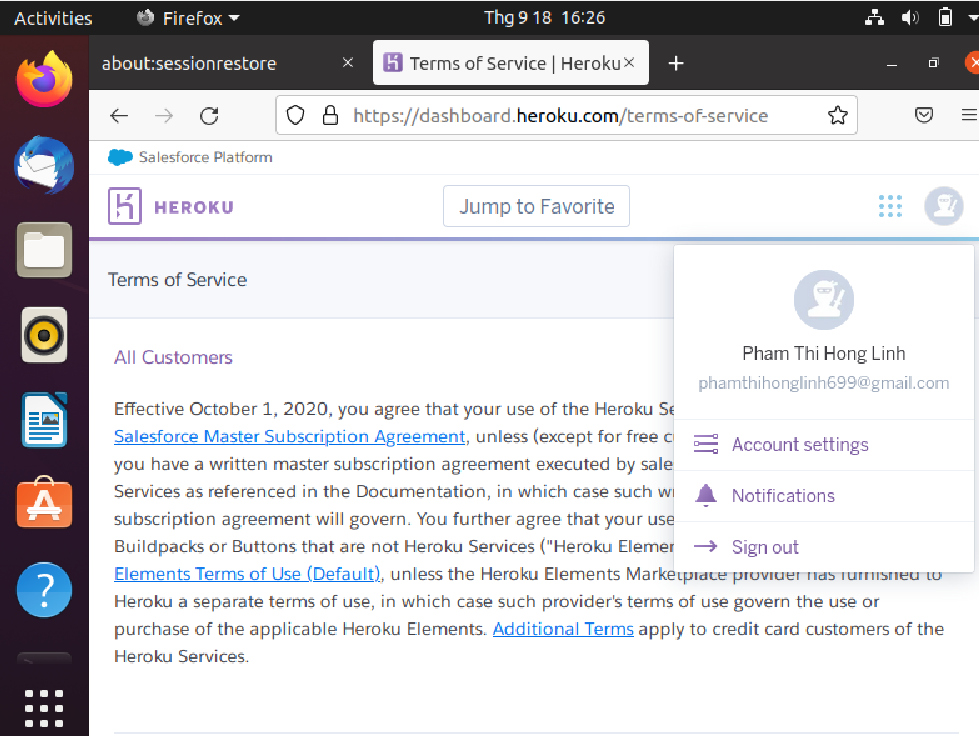 Activities
Firefox
Thg 9 18 16:26
about:sessionrestore
Terms of Service | Heroku
https://dashboard.heroku.com/terms-of-service
Salesforce Platform
HEROKU
Jump to Favorite
Terms of Service
Pham Thi Hong Linh
phamthihonglinh699@gmail.com
Account settings
Notifications
Sign out
All Customers
Effective October 1, 2020, you agree that your use of the Heroku Se
Salesforce Master Subscription Agreement, unless (except for free cu
you have a written master subscription agreement executed by sale
Services as referenced in the Documentation, in which case such w
subscription agreement will govern. You further agree that your use
Buildpacks or Buttons that are not Heroku Services ("Heroku Elemen
Elements Terms of Use (Default), unless the Heroku Elements Marketplace provider has furnished to
Heroku a separate terms of use, in which case such provider's terms of use govern the use or
purchase of the applicable Heroku Elements. Additional Terms apply to credit card customers of the
Heroku Services.